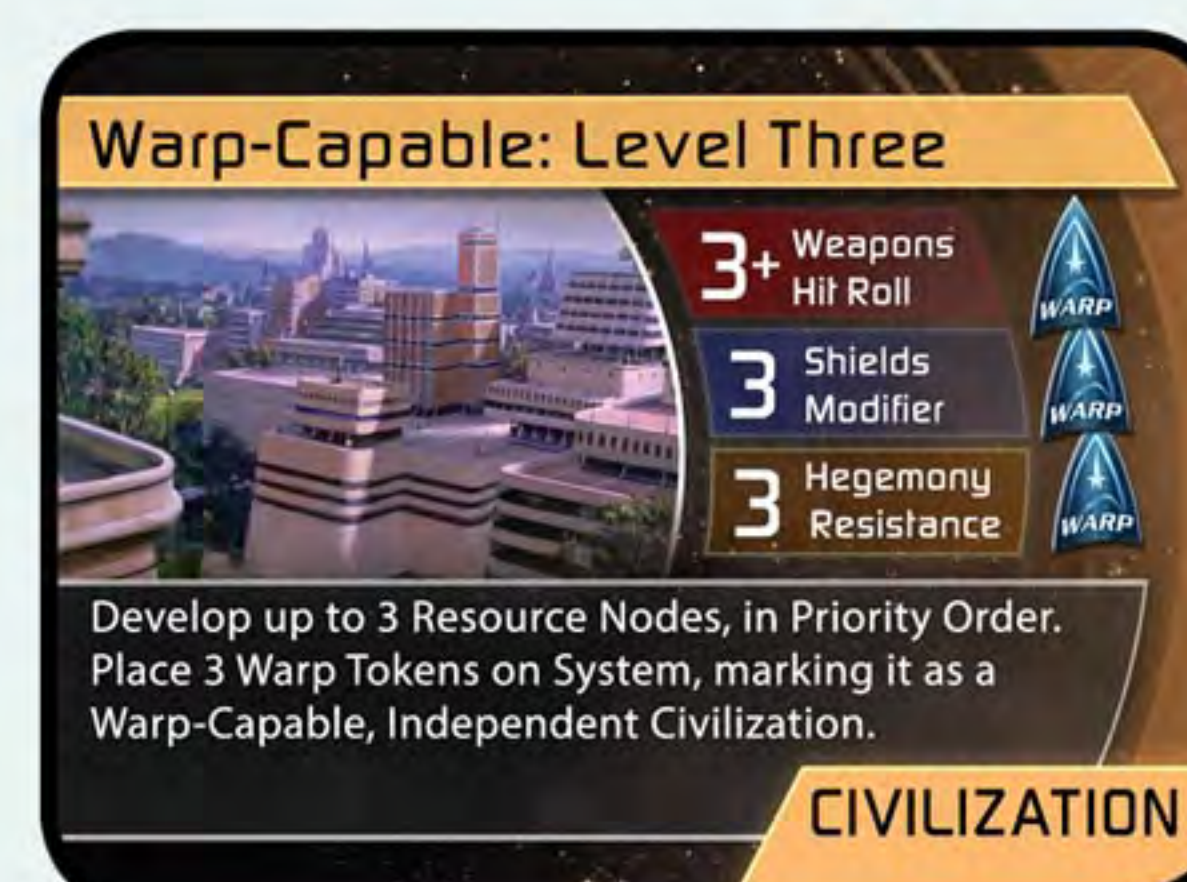 Warp-Capable: Level Three
3+ Weapons
Hit Roll
WARP
3 Shields
Modifier
WARP
3 Hegemony
Resistance
WARP
Develop up to 3 Resource Nodes, in Priority Order.
Place 3 Warp Tokens on System, marking it as a
Warp-Capable, Independent Civilization.
CIVILIZATION